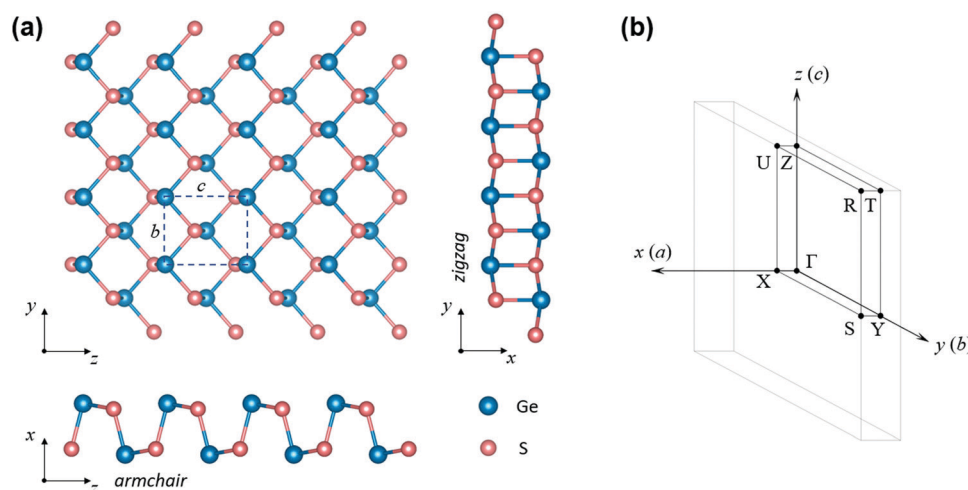 (a)
c
b
y
z
zigzag
y
x
x
z
armchair
Ge
S
(b)
z (c)
U Z
R T
x (a)
X Γ
S Y
y (b)